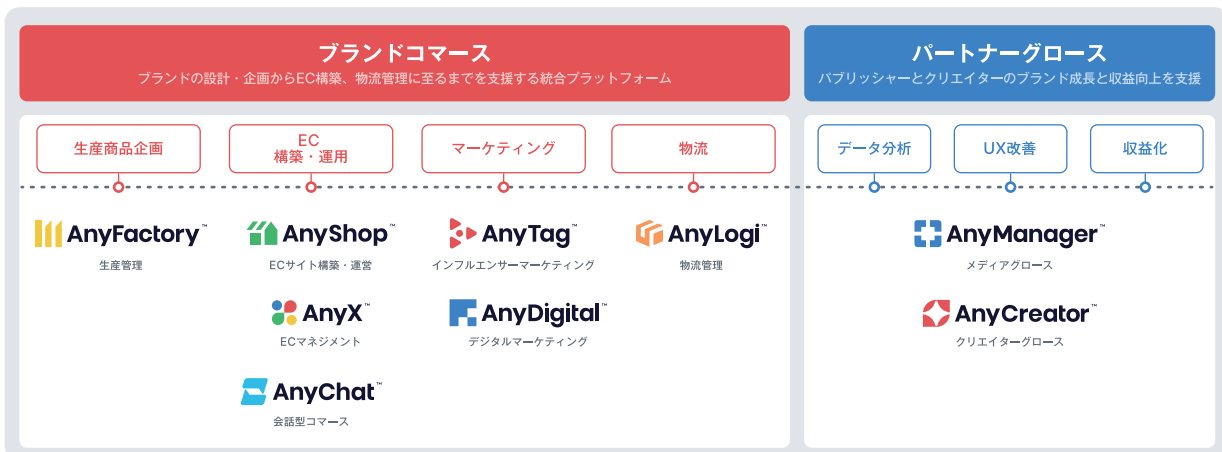 ブランドコマース
ブランドの設計・企画からEC構築、物流管理に至るまでを支援する統合プラットフォーム
パートナーグロース
パブリッシャーとクリエイターのブランド成長と収益向上を支援
生産商品企画
EC
構築・運用
マーケティング
物流
データ分析
UX改善
収益化
AnyFactory™
生産管理
AnyShop™
ECサイト構築・運営
AnyTag™
インフルエンサーマーケティング
AnyLogi™
物流管理
AnyManager™
メディアグロース
AnyX™
ECマネジメント
AnyDigital™
デジタルマーケティング
AnyCreator™
クリエイターグロース
AnyChat™
会話型コマース